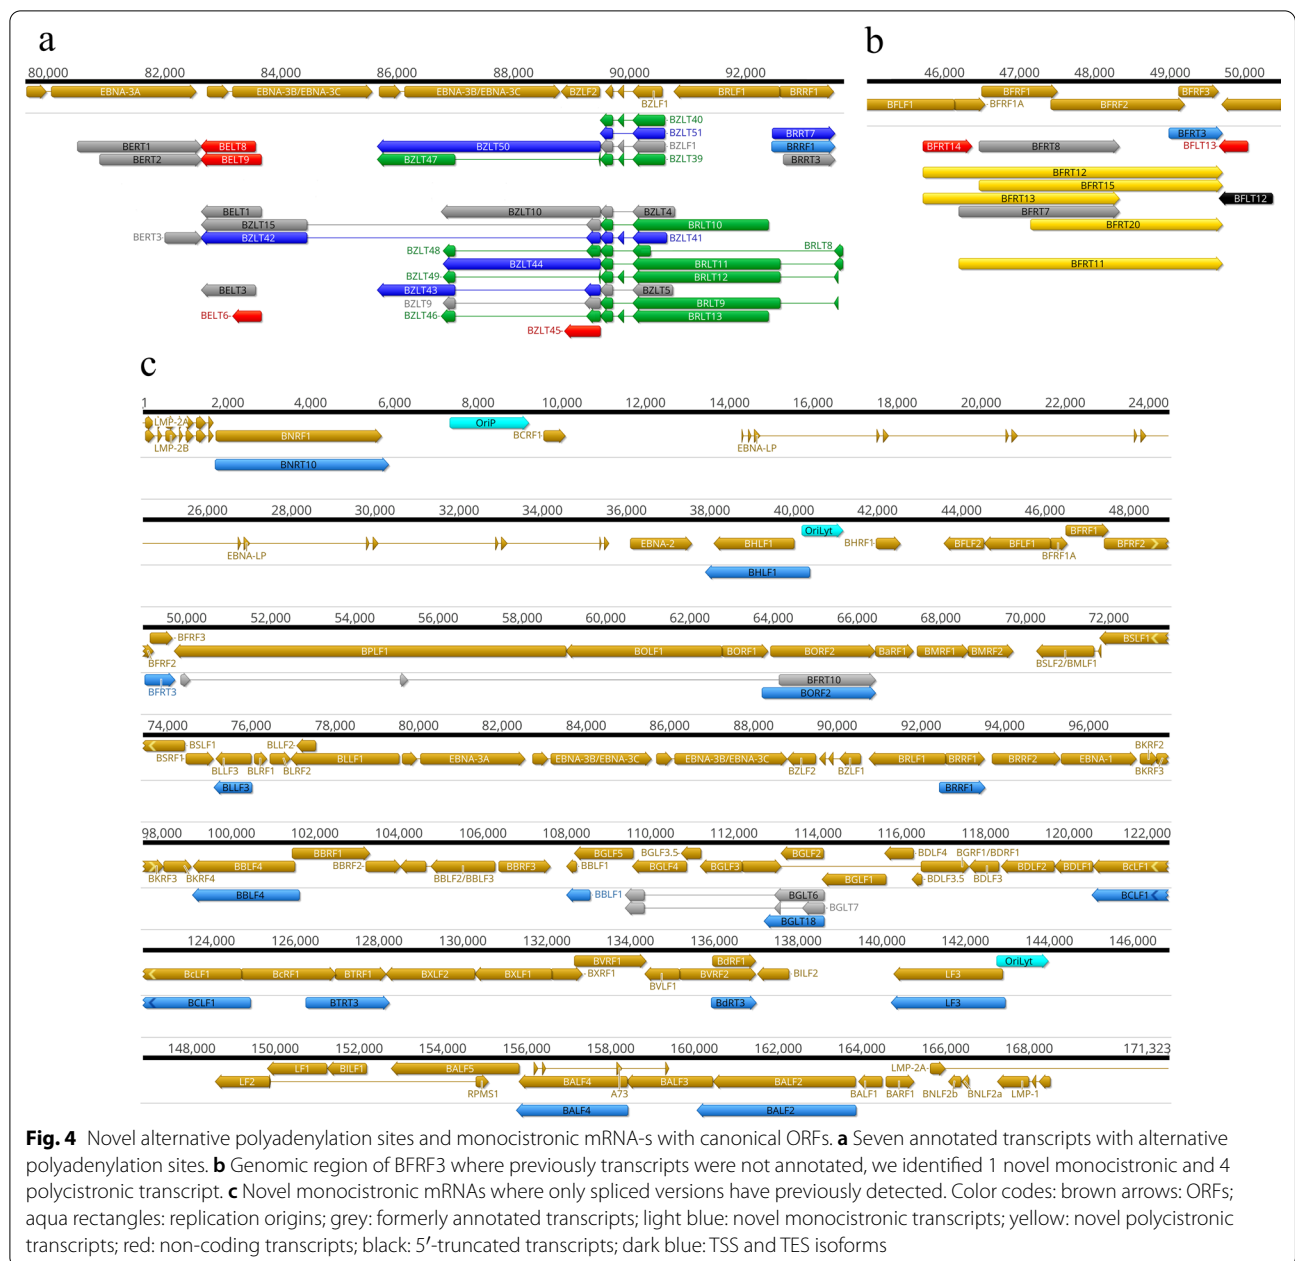 a
80,000 82,000 84,000 86,000 88,000 90,000 92,000
EBNA-3A EBNA-3B/EBNA-3C EBNA-3B/EBNA-3C BZLF2 BRLF1 BRRF1
BZLF1
BZLT40
BZLT51 BRRT7
BERT1 BELT8 BZLT50 BZLF1 BRRF1
BERT2 BELT9 BZLT47 BZLT39 BRRT3
BELT1 BZLT10 BZLT4
BZLT15 BRLT10
BERT3 BZLT42 BZLT41
BZLT48 BRLT8
BZLT44 BRLT11
BZLT49 BRLT12
BELT3 BZLT43 BZLT5
BZLT9 BRLT9
BELT6 BZLT46 BRLT13
BZLT45
b
46,000 47,000 48,000 49,000 50,000
BFRF1 BFRF3
BFLF1 BFRF1A BFRF2
BFRT3
BFRT14 BFRT8 BFLT13
BFRT12
BFRT15
BFRT13 BFLT12
BFRT7
BFRT20
BFRT11
c
1 2,000 4,000 6,000 8,000 10,000 12,000 14,000 16,000 18,000 20,000 22,000 24,000
LMP-2A OriP
BNRF1 BCRF1
LMP-2B EBNA-LP
BNRT10
26,000 28,000 30,000 32,000 34,000 36,000 38,000 40,000 42,000 44,000 46,000 48,000
OriLyt BFRF1
EBNA-2 BHLF1 BHRF1 BFLF2 BFLF1 BFRF2
EBNA-LP BFRF1A
BHLF1
50,000 52,000 54,000 56,000 58,000 60,000 62,000 64,000 66,000 68,000 70,000 72,000
BFRF3 BSLF1
BPLF1 BOLF1 BORF1 BORF2 BaRF1 BMRF1 BMRF2
BFRF2 BSLF2/BMLF1
BFRT10
BFRT3 BORF2
74,000 76,000 78,000 80,000 82,000 84,000 86,000 88,000 90,000 92,000 94,000 96,000
BSLF1 BLLF2 BKRF2
BSRF1 BLLF1 EBNA-3A EBNA-3B/EBNA-3C EBNA-3B/EBNA-3C BRLF1 BRRF1 BRRF2 EBNA-1
BLLF3 BLRF1 BLRF2 BZLF2 BZLF1 BKRF3
BLLF3 BRRF1
98,000 100,000 102,000 104,000 106,000 108,000 110,000 112,000 114,000 116,000 118,000 120,000 122,000
BBRF1 BGLF5 BGLF3.5 BGLF2 BDLF4 BGRF1/BDRF1
BBLF4 BBRF2 BBRF3 BBLF1 BGLF4 BGLF3 BDLF2 BDLF1 BcLF1
BKRF3 BKRF4 BBLF2/BBLF3 BGLF1 BDLF3.5 BDLF3
BBLF4 BBLF1 BGLT6 BCLF1
BGLT7
BGLT18
124,000 126,000 128,000 130,000 132,000 134,000 136,000 138,000 140,000 142,000 144,000 146,000
BVRF1 BdRF1 OriLyt
BcLF1 BcRF1 BTRF1 BXLF2 BXLF1 BXRF1 BVRF2 BILF2 LF3
BVLF1
BCLF1 BTRT3 BdRT3 LF3
148,000 150,000 152,000 154,000 156,000 158,000 160,000 162,000 164,000 166,000 168,000 171,323
LF1 BILF1 BALF5 LMP-2A
LF2 BALF4 BALF3 BALF2
RPMS1 A73 BALF1 BARF1 BNLF2b BNLF2a LMP-1
BALF4 BALF2
Fig. 4 Novel alternative polyadenylation sites and monocistronic mRNA-s with canonical ORFs. a Seven annotated transcripts with alternative
polyadenylation sites. b Genomic region of BFRF3 where previously transcripts were not annotated, we identified 1 novel monocistronic and 4
polycistronic transcript. c Novel monocistronic mRNAs where only spliced versions have previously detected. Color codes: brown arrows: ORFs;
aqua rectangles: replication origins; grey: formerly annotated transcripts; light blue: novel monocistronic transcripts; yellow: novel polycistronic
transcripts; red: non-coding transcripts; black: 5′-truncated transcripts; dark blue: TSS and TES isoforms